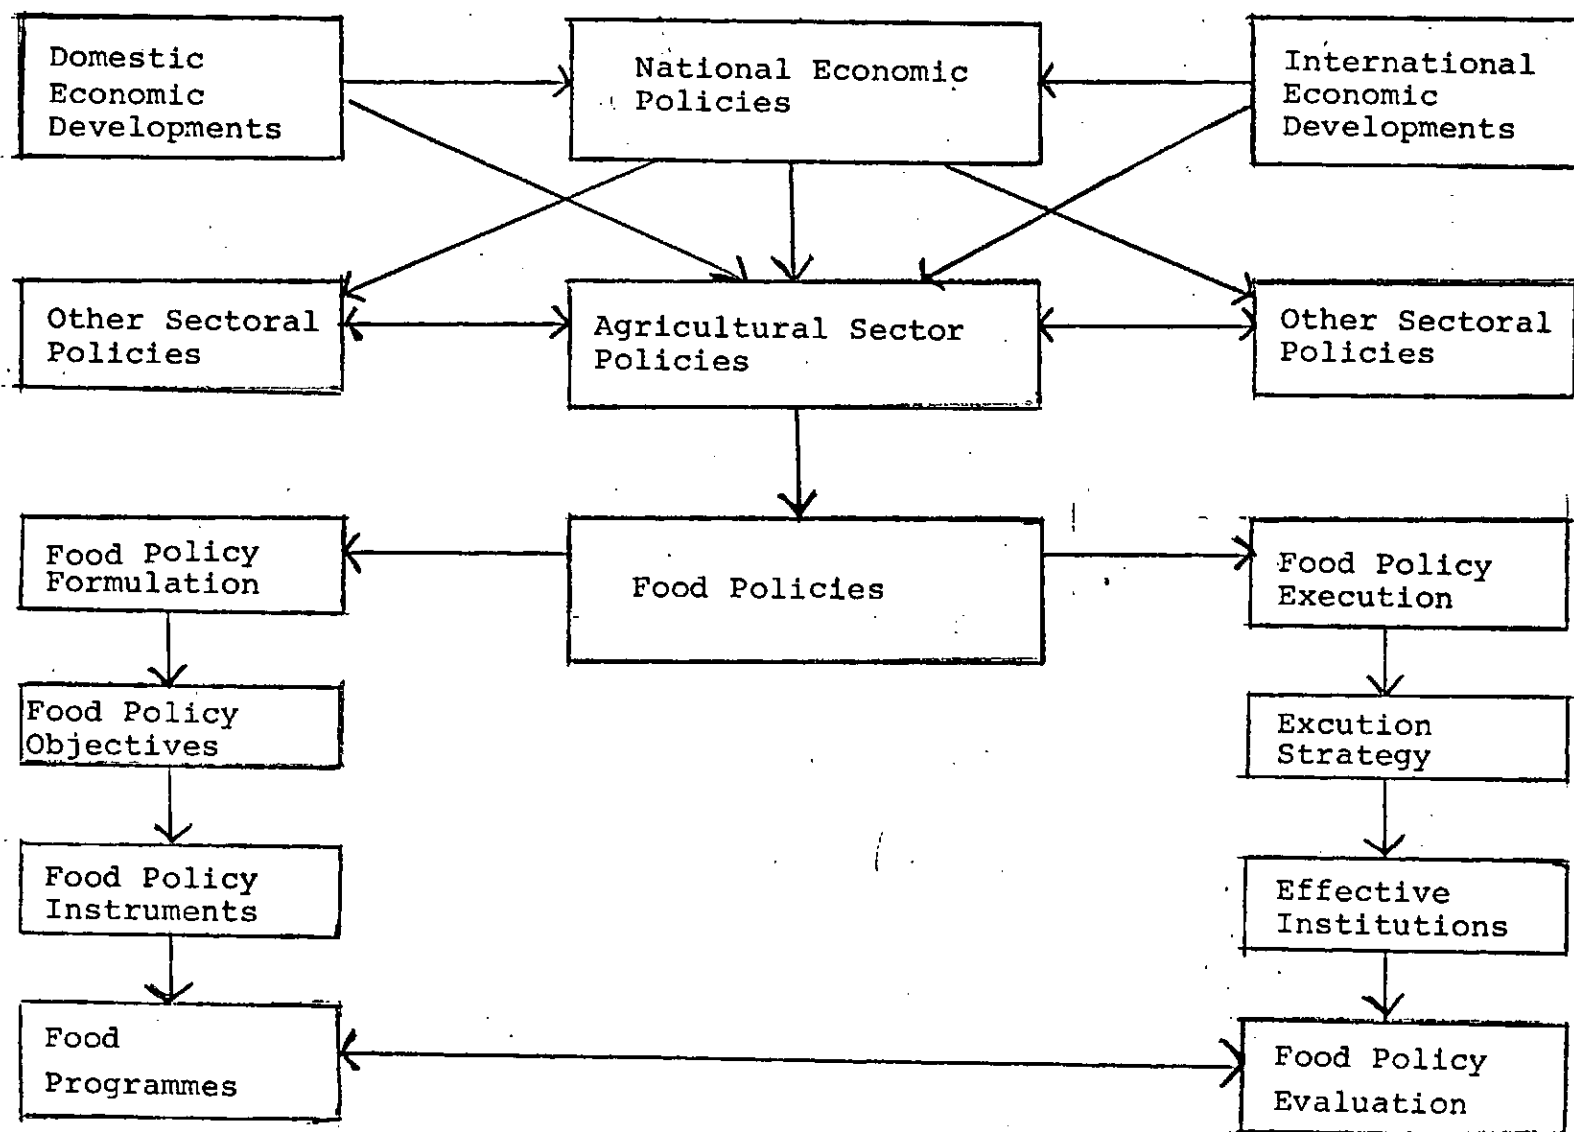 Domestic
Economic
Developments
National Economic
Policies
International
Economic
Developments
Other Sectoral
Policies
Agricultural Sector
Policies
Other Sectoral
Policies
Food Policy
Formulation
Food Policies
Food Policy
Execution
Food Policy
Objectives
Excution
Strategy
Food Policy
Instruments
Effective
Institutions
Food
Programmes
Food Policy
Evaluation